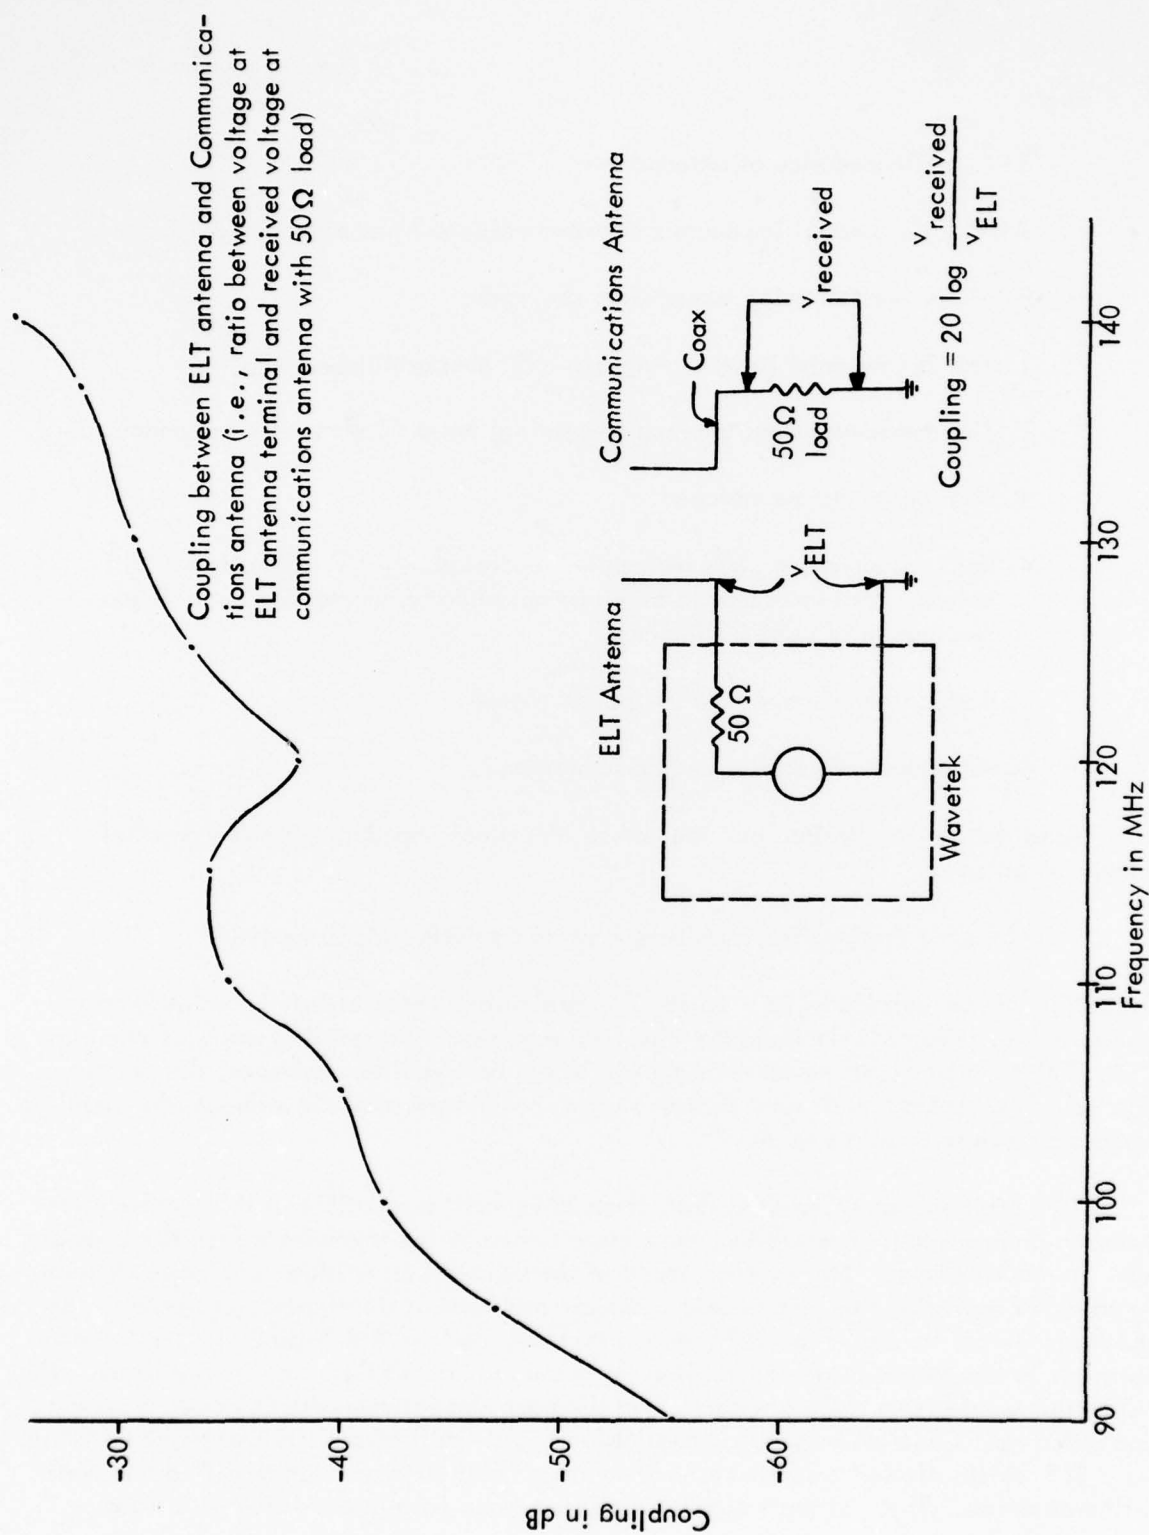 Coupling between ELT antenna and Communica-
tions antenna (i.e., ratio between voltage at
ELT antenna terminal and received voltage at
communications antenna with 50Ω load)
ELT Antenna
Communications Antenna
Coax
50 Ω
50Ω
load
V ELT
V received
Wavetek
Coupling = 20 log V received
V ELT
-30
-40
-50
-60
Coupling in dB
90
100
110
120
130
140
Frequency in MHz